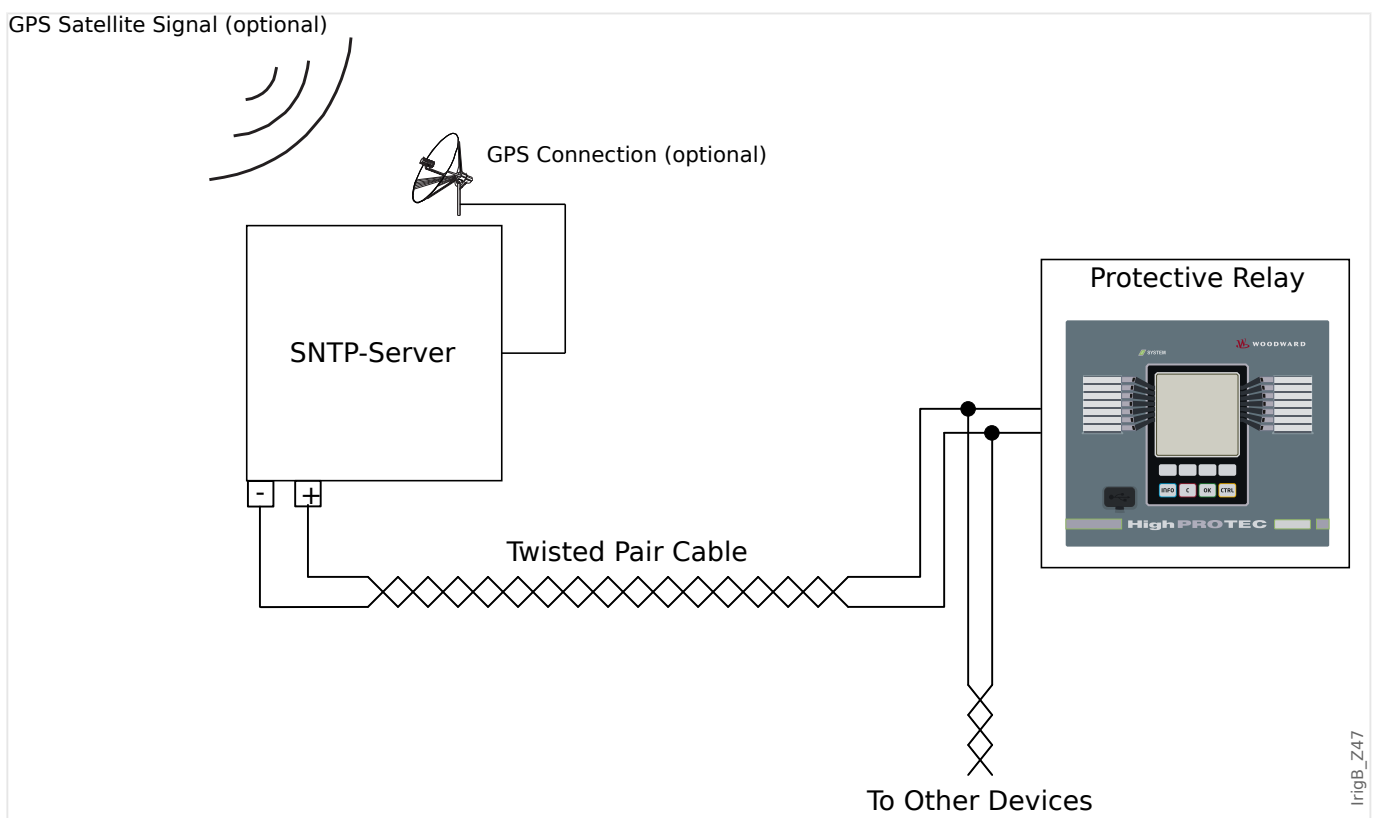 GPS Satellite Signal (optional)
GPS Connection (optional)
SNTP-Server
- +
Twisted Pair Cable
Protective Relay
SYSTEM
WOODWARD
INFO C OK CTRL
HighPROTEC
To Other Devices
IrigB_Z47